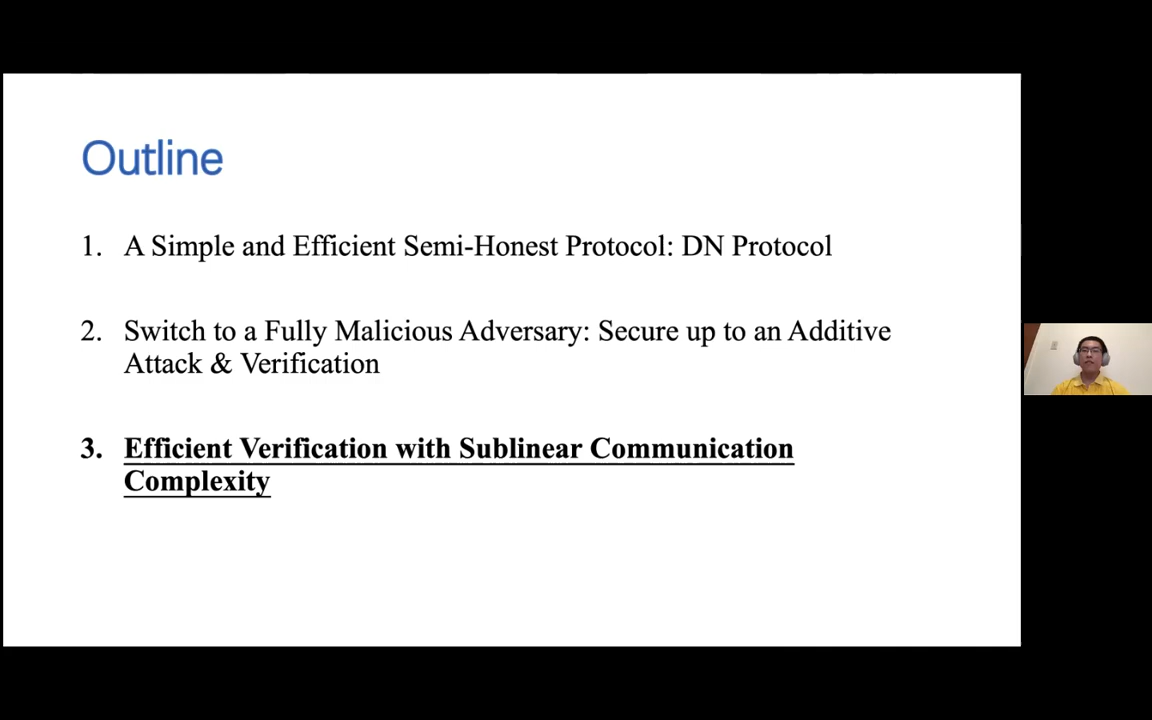 Outline
1. A Simple and Efficient Semi-Honest Protocol: DN Protocol
2. Switch to a Fully Malicious Adversary: Secure up to an Additive
Attack & Verification
3. Efficient Verification with Sublinear Communication
Complexity